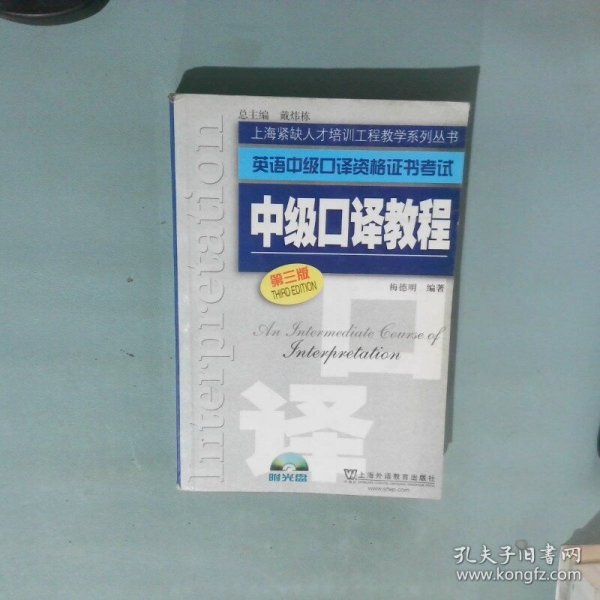 总主编 戴炜栋
上海紧缺人才培训工程教学系列丛书
英语中级口译资格证书考试
中级口译教程
第三版
THIRD EDITION
梅德明 编著
An Intermediate Course of
Interpretation
Interpretation
口
译
附光盘
上海外语教育出版社
www.sflep.com
孔夫子旧书网
www.kongfz.com